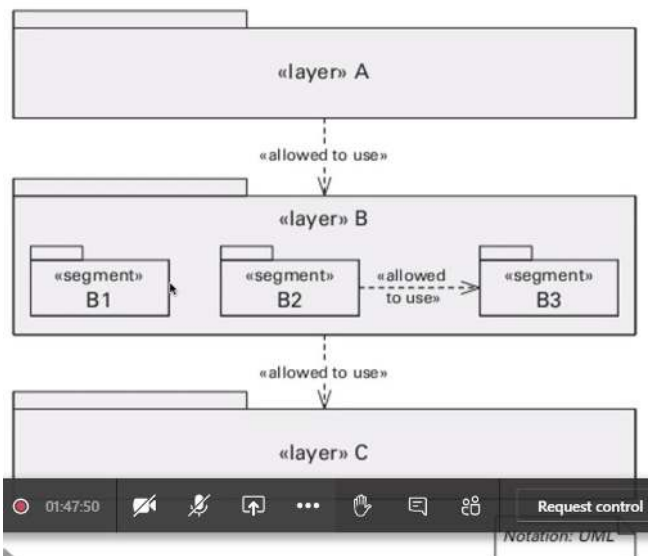 «layer» A
«allowed to use»
«layer» B
«segment»
B1
«segment»
B2
«allowed
to use»
«segment»
B3
«allowed to use»
«layer» C
01:47:50
Request control
Notation: UML